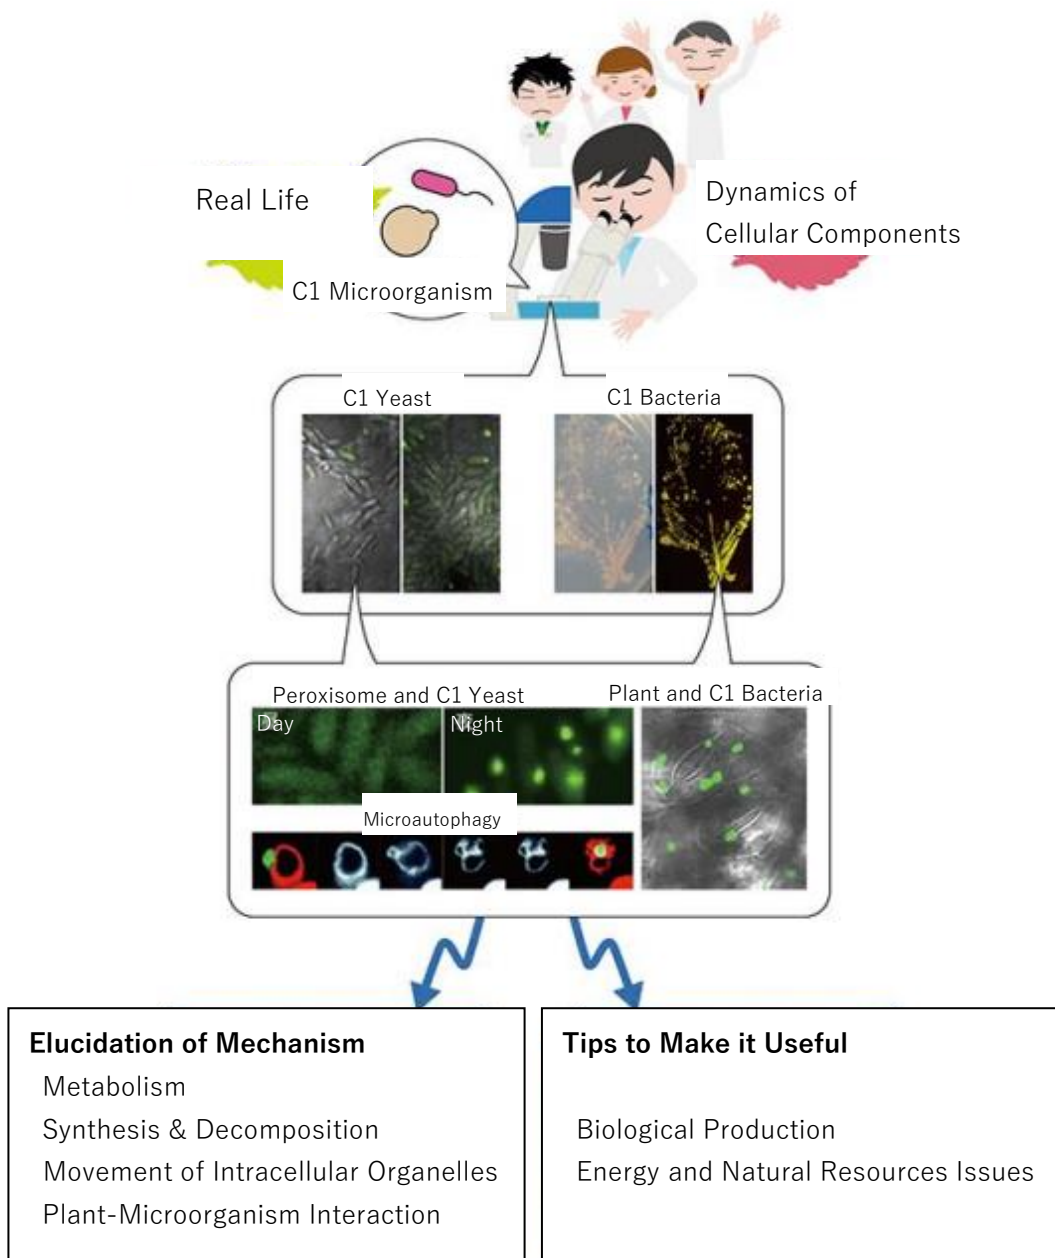 Real Life
Dynamics of
Cellular Components
C1 Microorganism
C1 Yeast
C1 Bacteria
Peroxisome and C1 Yeast
Plant and C1 Bacteria
Day
Night
Microautophagy
Elucidation of Mechanism
Metabolism
Synthesis & Decomposition
Movement of Intracellular Organelles
Plant-Microorganism Interaction
Tips to Make it Useful
Biological Production
Energy and Natural Resources Issues